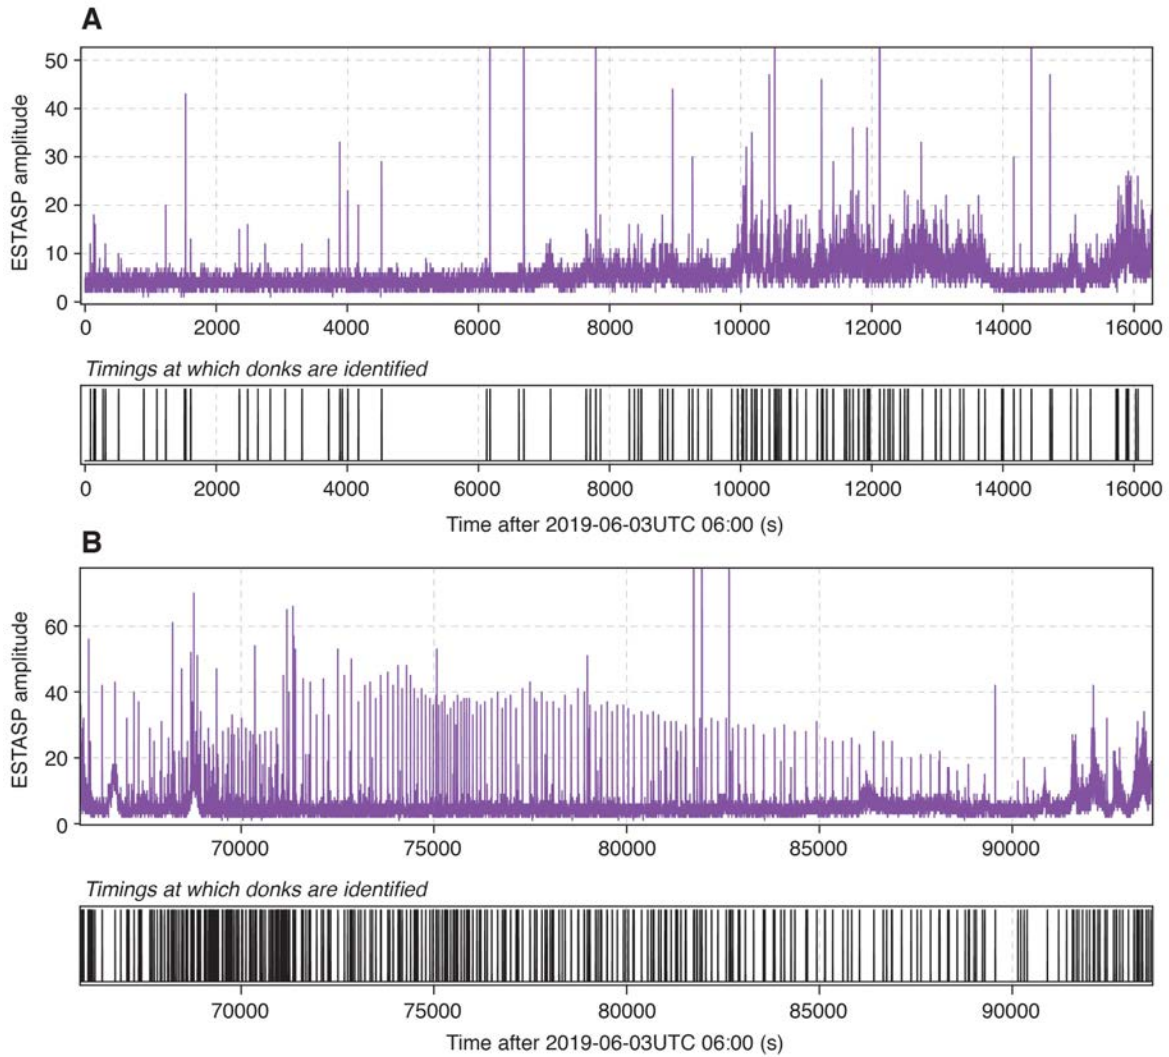 A
ESTASP amplitude
50
40
30
20
10
0
0 2000 4000 6000 8000 10000 12000 14000 16000
Timings at which donks are identified
0 2000 4000 6000 8000 10000 12000 14000 16000
Time after 2019-06-03UTC 06:00 (s)
B
ESTASP amplitude
60
40
20
0
70000 75000 80000 85000 90000
Timings at which donks are identified
70000 75000 80000 85000 90000
Time after 2019-06-03UTC 06:00 (s)